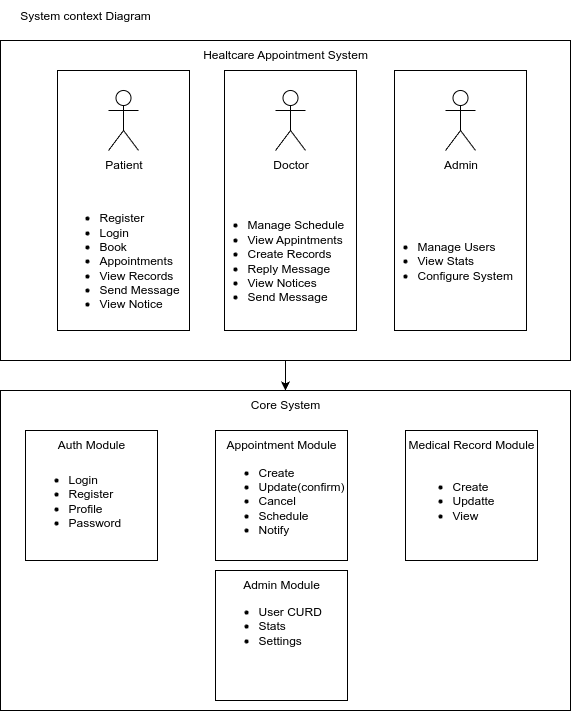 System context Diagram
Healtcare Appointment System
Patient
Register
Login
Book
Appointments
View Records
Send Message
View Notice
Doctor
Manage Schedule
View Appintments
Create Records
Reply Message
View Notices
Send Message
Admin
Manage Users
View Stats
Configure System
Core System
Auth Module
Login
Register
Profile
Password
Appointment Module
Create
Update(confirm)
Cancel
Schedule
Notify
Medical Record Module
Create
Updatte
View
Admin Module
User CURD
Stats
Settings